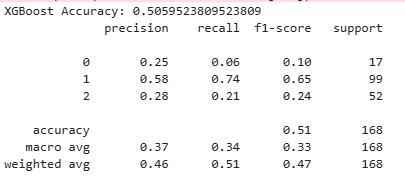 XGBoost Accuracy: 0.5059523809523809
precision recall f1-score support
0 0.25 0.06 0.10 17
1 0.58 0.74 0.65 99
2 0.28 0.21 0.24 52
accuracy 0.51 168
macro avg 0.37 0.34 0.33 168
weighted avg 0.46 0.51 0.47 168